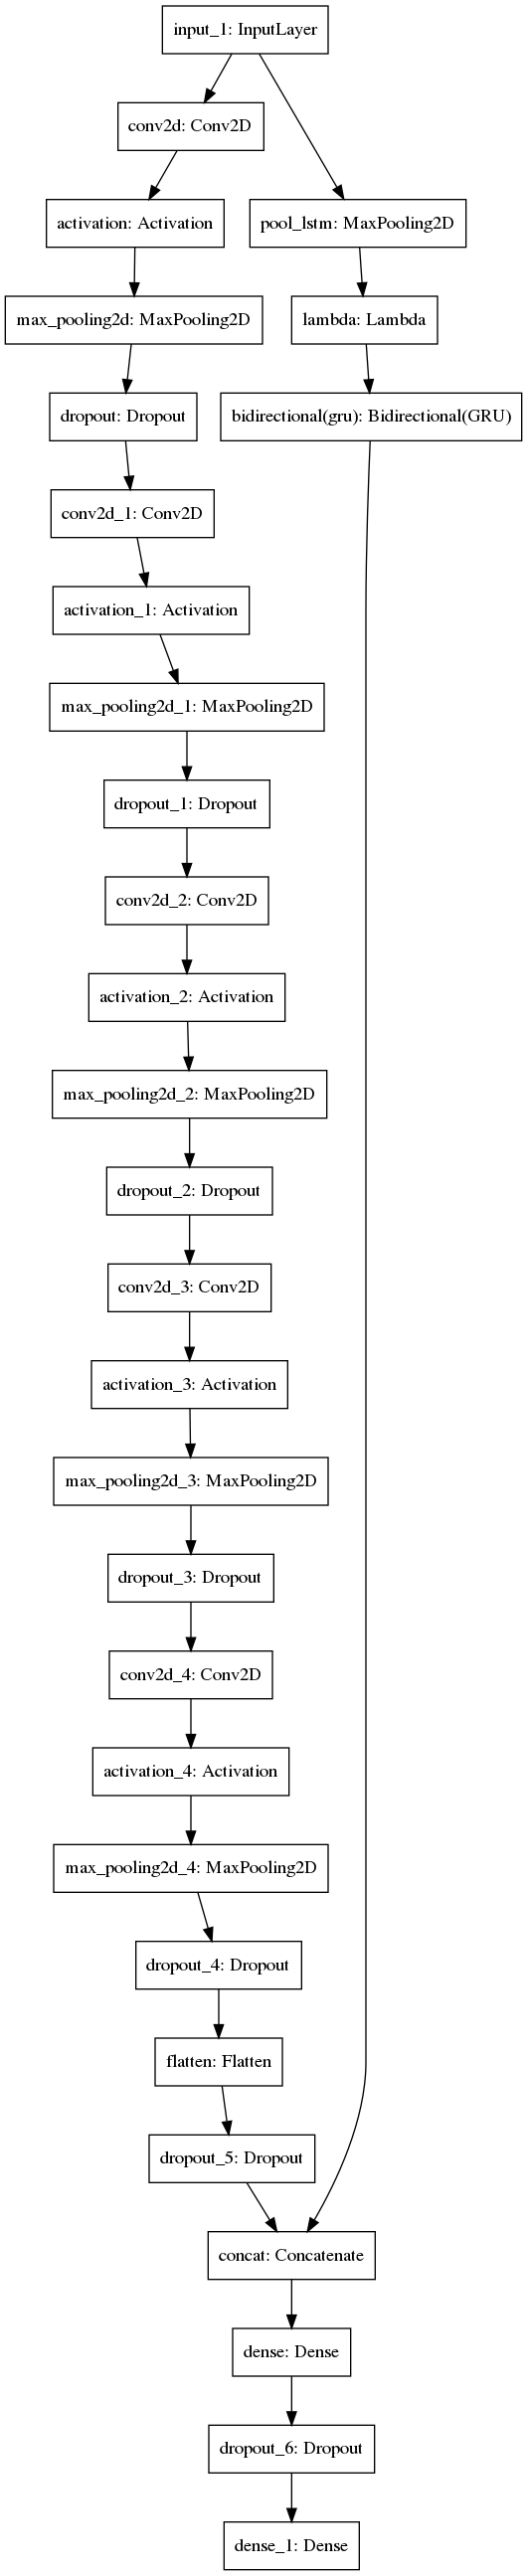 input_1: InputLayer
conv2d: Conv2D
activation: Activation
pool_lstm: MaxPooling2D
max_pooling2d: MaxPooling2D
lambda: Lambda
dropout: Dropout
bidirectional(gru): Bidirectional(GRU)
conv2d_1: Conv2D
activation_1: Activation
max_pooling2d_1: MaxPooling2D
dropout_1: Dropout
conv2d_2: Conv2D
activation_2: Activation
max_pooling2d_2: MaxPooling2D
dropout_2: Dropout
conv2d_3: Conv2D
activation_3: Activation
max_pooling2d_3: MaxPooling2D
dropout_3: Dropout
conv2d_4: Conv2D
activation_4: Activation
max_pooling2d_4: MaxPooling2D
dropout_4: Dropout
flatten: Flatten
dropout_5: Dropout
concat: Concatenate
dense: Dense
dropout_6: Dropout
dense_1: Dense